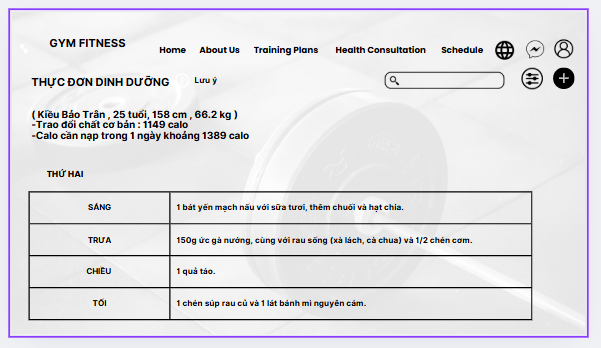 GYM FITNESS
Home About Us Training Plans Health Consultation Schedule
THỰC ĐƠN DINH DƯỠNG Lưu ý
( Kiều Bảo Trân , 25 tuổi, 158 cm , 66.2 kg )
-Trao đổi chất cơ bản : 1149 calo
-Calo cần nạp trong 1 ngày khoảng 1389 calo
THỨ HAI
SÁNG 1 bát yến mạch nấu với sữa tươi, thêm chuối và hạt chia.
TRƯA 150g ức gà nướng, cùng với rau sống (xà lách, cà chua) và 1/2 chén cơm.
CHIỀU 1 quả táo.
TỐI 1 chén súp rau củ và 1 lát bánh mì nguyên cám.